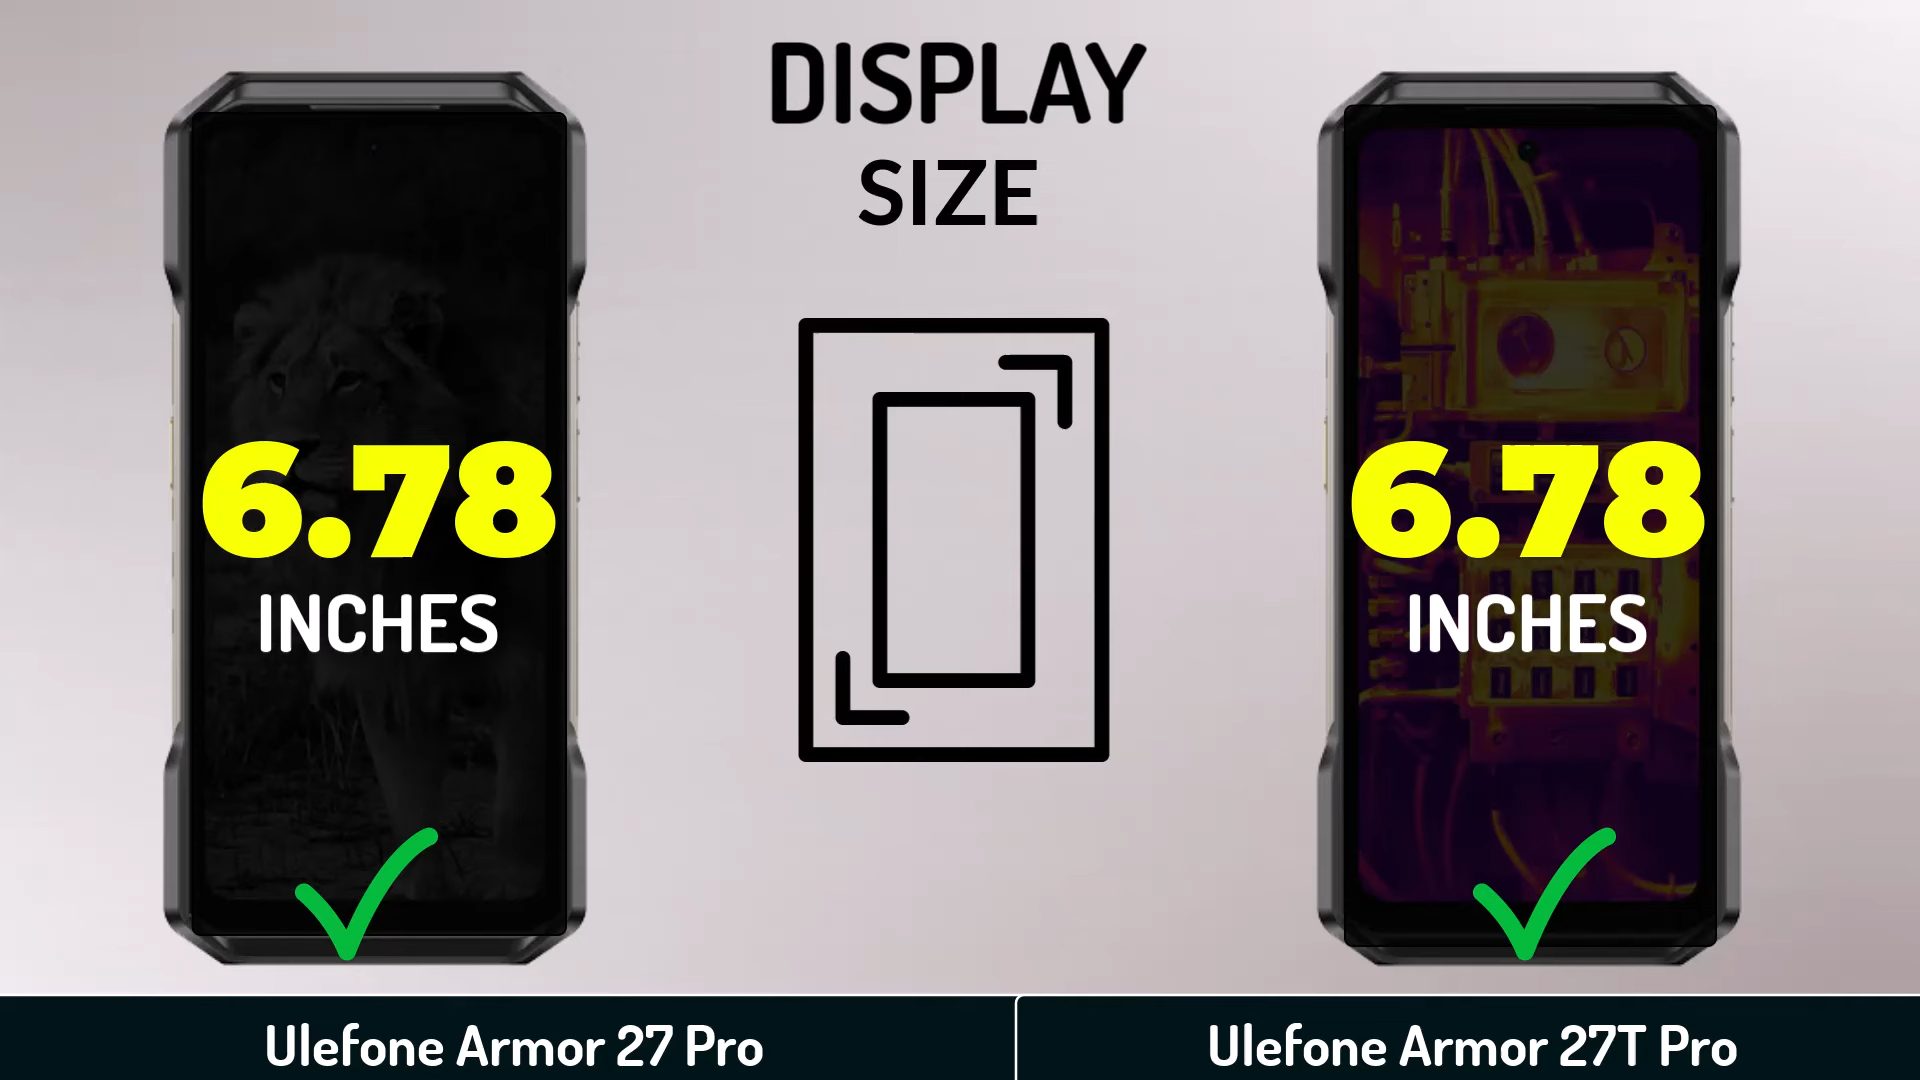 DISPLAY
SIZE
6.78
INCHES
6.78
INCHES
Ulefone Armor 27 Pro
Ulefone Armor 27T Pro